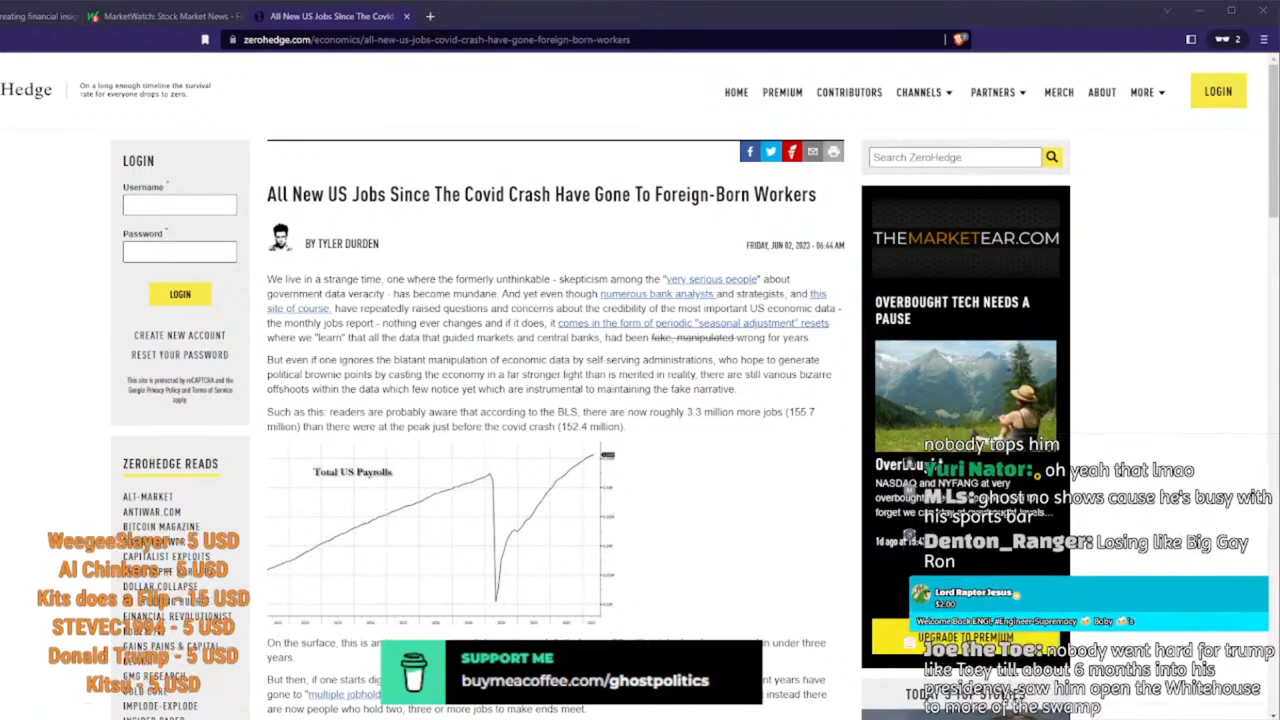 reating financial insig
MarketWatch: Stock Market News - F
All New US Jobs Since The Covid
zerohedge.com/economics/all-new-us-jobs-covid-crash-have-gone-foreign-born-workers
2
Hedge
On a long enough timeline the survival
rate for everyone drops to zero.
HOME
PREMIUM
CONTRIBUTORS
CHANNELS
PARTNERS
MERCH
ABOUT
MORE
LOGIN
LOGIN
Username *
Password *
LOGIN
CREATE NEW ACCOUNT
RESET YOUR PASSWORD
This site is protected by reCAPTCHA and the
Google Privacy Policy and Terms of Service
apply.
ZEROHEDGE READS
ALT-MARKET
ANTIWAR.COM
BITCOIN MAGAZINE
CAPITALIST EXPLOITS
DOLLAR COLLAPSE
FINANCIAL REVOLUTIONIST
GAINS PAINS & CAPITAL
GMG RESEARCH
GOLD CORE
IMPLODE-EXPLODE
WeegeeSlayer - 5 USD
Al Chinkers - 5 USD
Kits does a Flip - 15 USD
STEVEC1994 - 5 USD
Donald Trump - 5 USD
Kitsu - 5 USD
All New US Jobs Since The Covid Crash Have Gone To Foreign-Born Workers
BY TYLER DURDEN
FRIDAY, JUN 02, 2023 - 06:44 AM
We live in a strange time, one where the formerly unthinkable - skepticism among the "very serious people" about
government data veracity - has become mundane. And yet even though numerous bank analysts and strategists, and this
site of course, have repeatedly raised questions and concerns about the credibility of the most important US economic data -
the monthly jobs report - nothing ever changes and if it does, it comes in the form of periodic "seasonal adjustment" resets
where we "learn" that all the data that guided markets and central banks, had been fake, manipulated wrong for years.
But even if one ignores the blatant manipulation of economic data by self-serving administrations, who hope to generate
political brownie points by casting the economy in a far stronger light than is merited in reality, there are still various bizarre
offshoots within the data which few notice yet which are instrumental to maintaining the fake narrative.
Such as this: readers are probably aware that according to the BLS, there are now roughly 3.3 million more jobs (155.7
million) than there were at the peak just before the covid crash (152.4 million).
Total US Payrolls
On the surface, this is
n under three
years.
But then, if one starts
nt years have
gone to "multiple jobhold
instead there
are now people who hold two, three or more jobs to make ends meet.
SUPPORT ME
buymeacoffee.com/ghostpolitics
Search ZeroHedge
THEMARKETEAR.COM
OVERBOUGHT TECH NEEDS A
PAUSE
NASDAQ and NYFANG at very
UPGRADE TO PREMIUM
nobody tops him
Yuri Nator: oh yeah that lmao
MLs: ghost no shows cause he's busy with
his sports bar
Denton_Ranger: Losing like Big Gay
Ron
Lord Raptor Jesus
$2.00
Welcome Back ENGI, #Engineer-Supremacy
Baby
Joe the Toe: nobody went hard for trump
like Toey till about 6 months into his
presidency, saw him open the Whitehouse
to more of the swamp